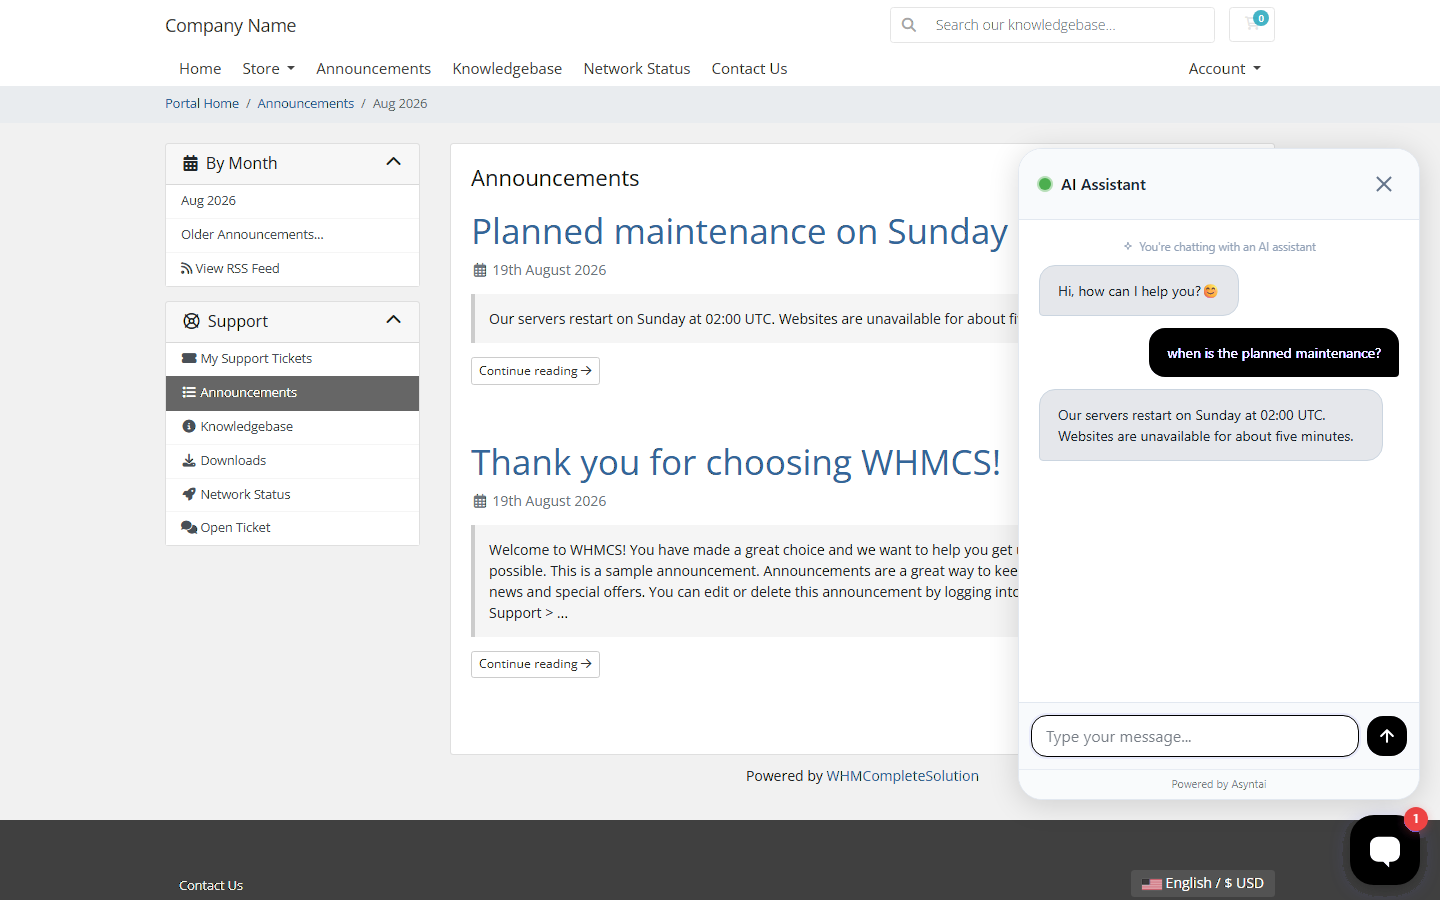 Company Name
Search our knowledgebase...
0
Home
Store
Announcements
Knowledgebase
Network Status
Contact Us
Account
Portal Home / Announcements / Aug 2026
By Month
Aug 2026
Older Announcements...
View RSS Feed
Support
My Support Tickets
Announcements
Knowledgebase
Downloads
Network Status
Open Ticket
Announcements
Planned maintenance on Sunday
19th August 2026
Our servers restart on Sunday at 02:00 UTC. Websites are unavailable for about
Continue reading
Thank you for choosing WHMCS!
19th August 2026
Welcome to WHMCS! You have made a great choice and we want to help you get
possible. This is a sample announcement. Announcements are a great way to
news and special offers. You can edit or delete this announcement by logging
Support > ...
Continue reading
Powered by WHMCompleteSolution
AI Assistant
You're chatting with an AI assistant
Hi, how can I help you?😊
when is the planned maintenance?
Our servers restart on Sunday at 02:00 UTC.
Websites are unavailable for about five minutes.
Type your message...
Powered by Asyntai
1
Contact Us
English / $ USD